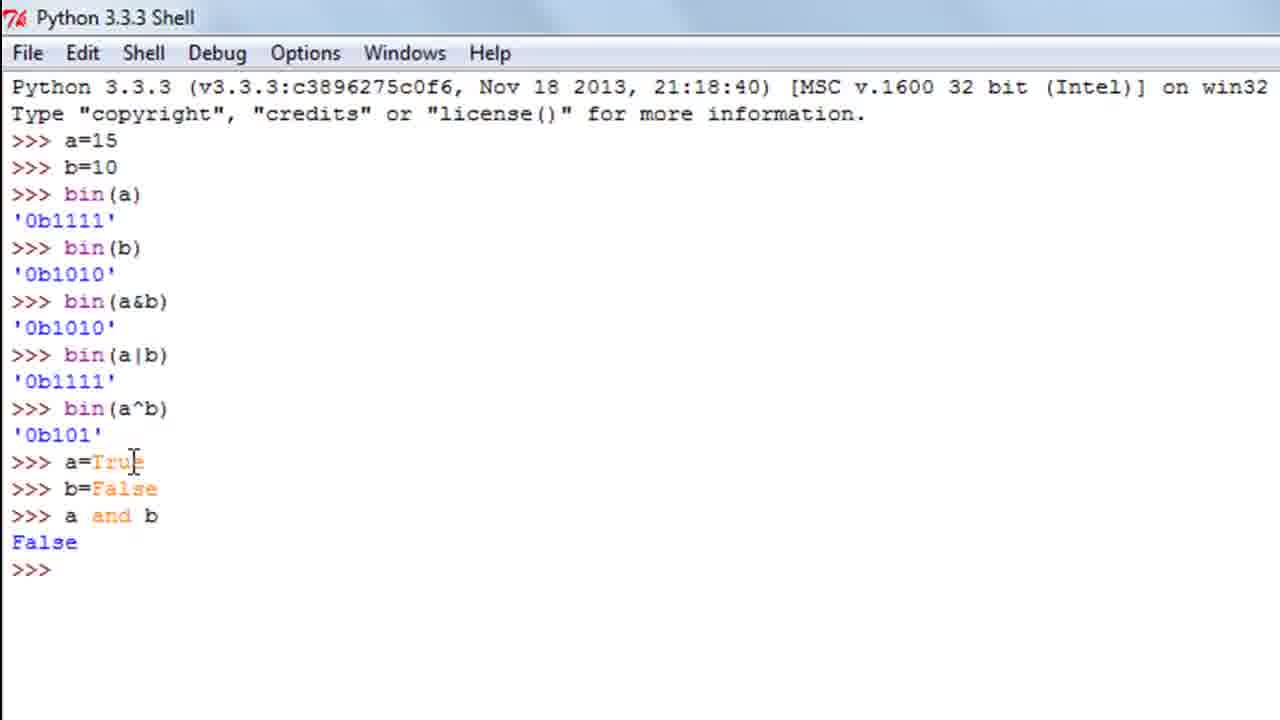 Python 3.3.3 Shell
File Edit Shell Debug Options Windows Help
Python 3.3.3 (v3.3.3:c3896275c0f6, Nov 18 2013, 21:18:40) [MSC v.1600 32 bit (Intel)] on win32
Type "copyright", "credits" or "license()" for more information.
>>> a=15
>>> b=10
>>> bin(a)
'0b1111'
>>> bin(b)
'0b1010'
>>> bin(a&b)
'0b1010'
>>> bin(a|b)
'0b1111'
>>> bin(a^b)
'0b101'
>>> a=True
>>> b=False
>>> a and b
False
>>>